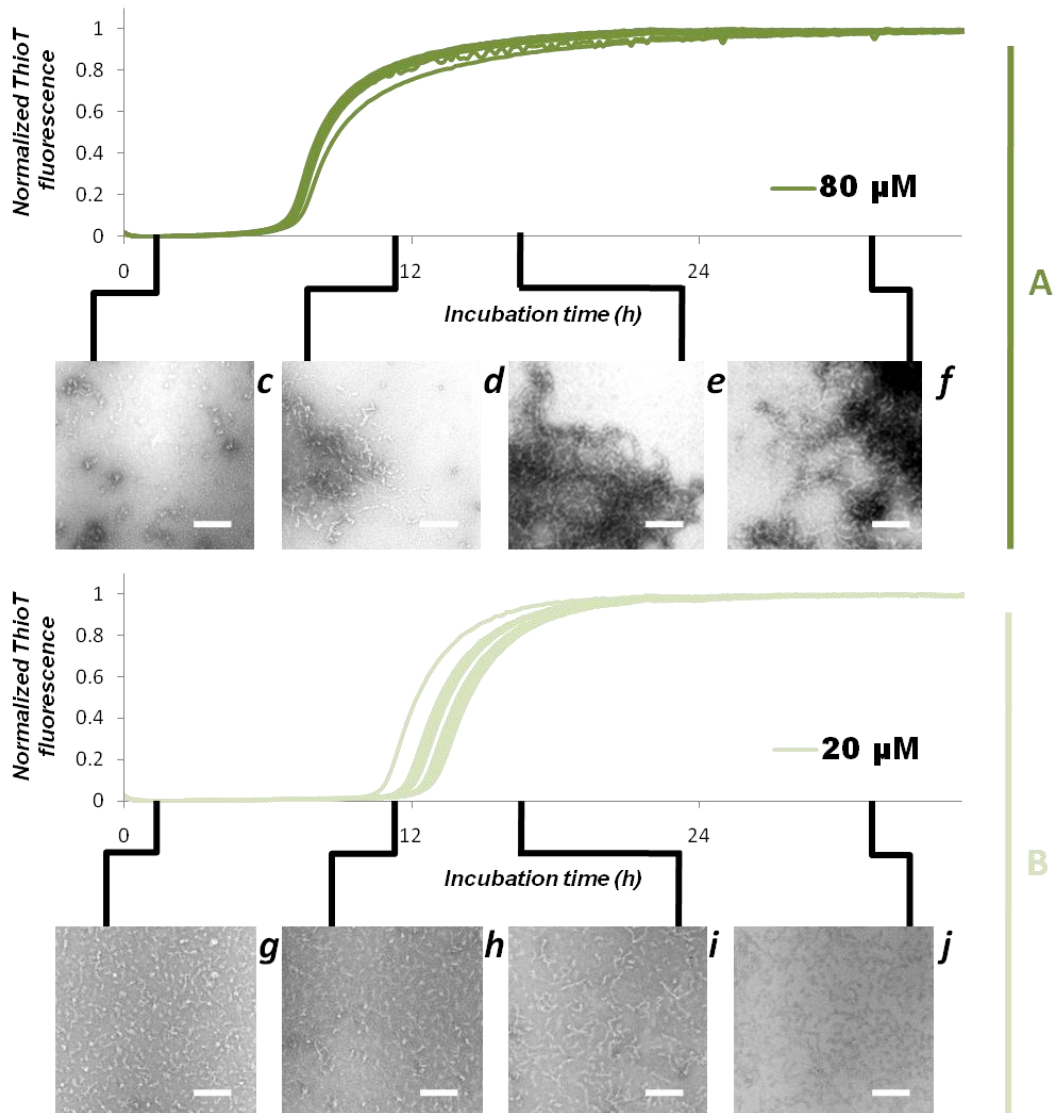 Normalized ThioT
fluorescence
1
0.8
0.6
0.4
0.2
0
80 µM
0
12
24
Incubation time (h)
A
c
d
e
f
Normalized ThioT
fluorescence
1
0.8
0.6
0.4
0.2
0
20 µM
0
12
24
Incubation time (h)
B
g
h
i
j